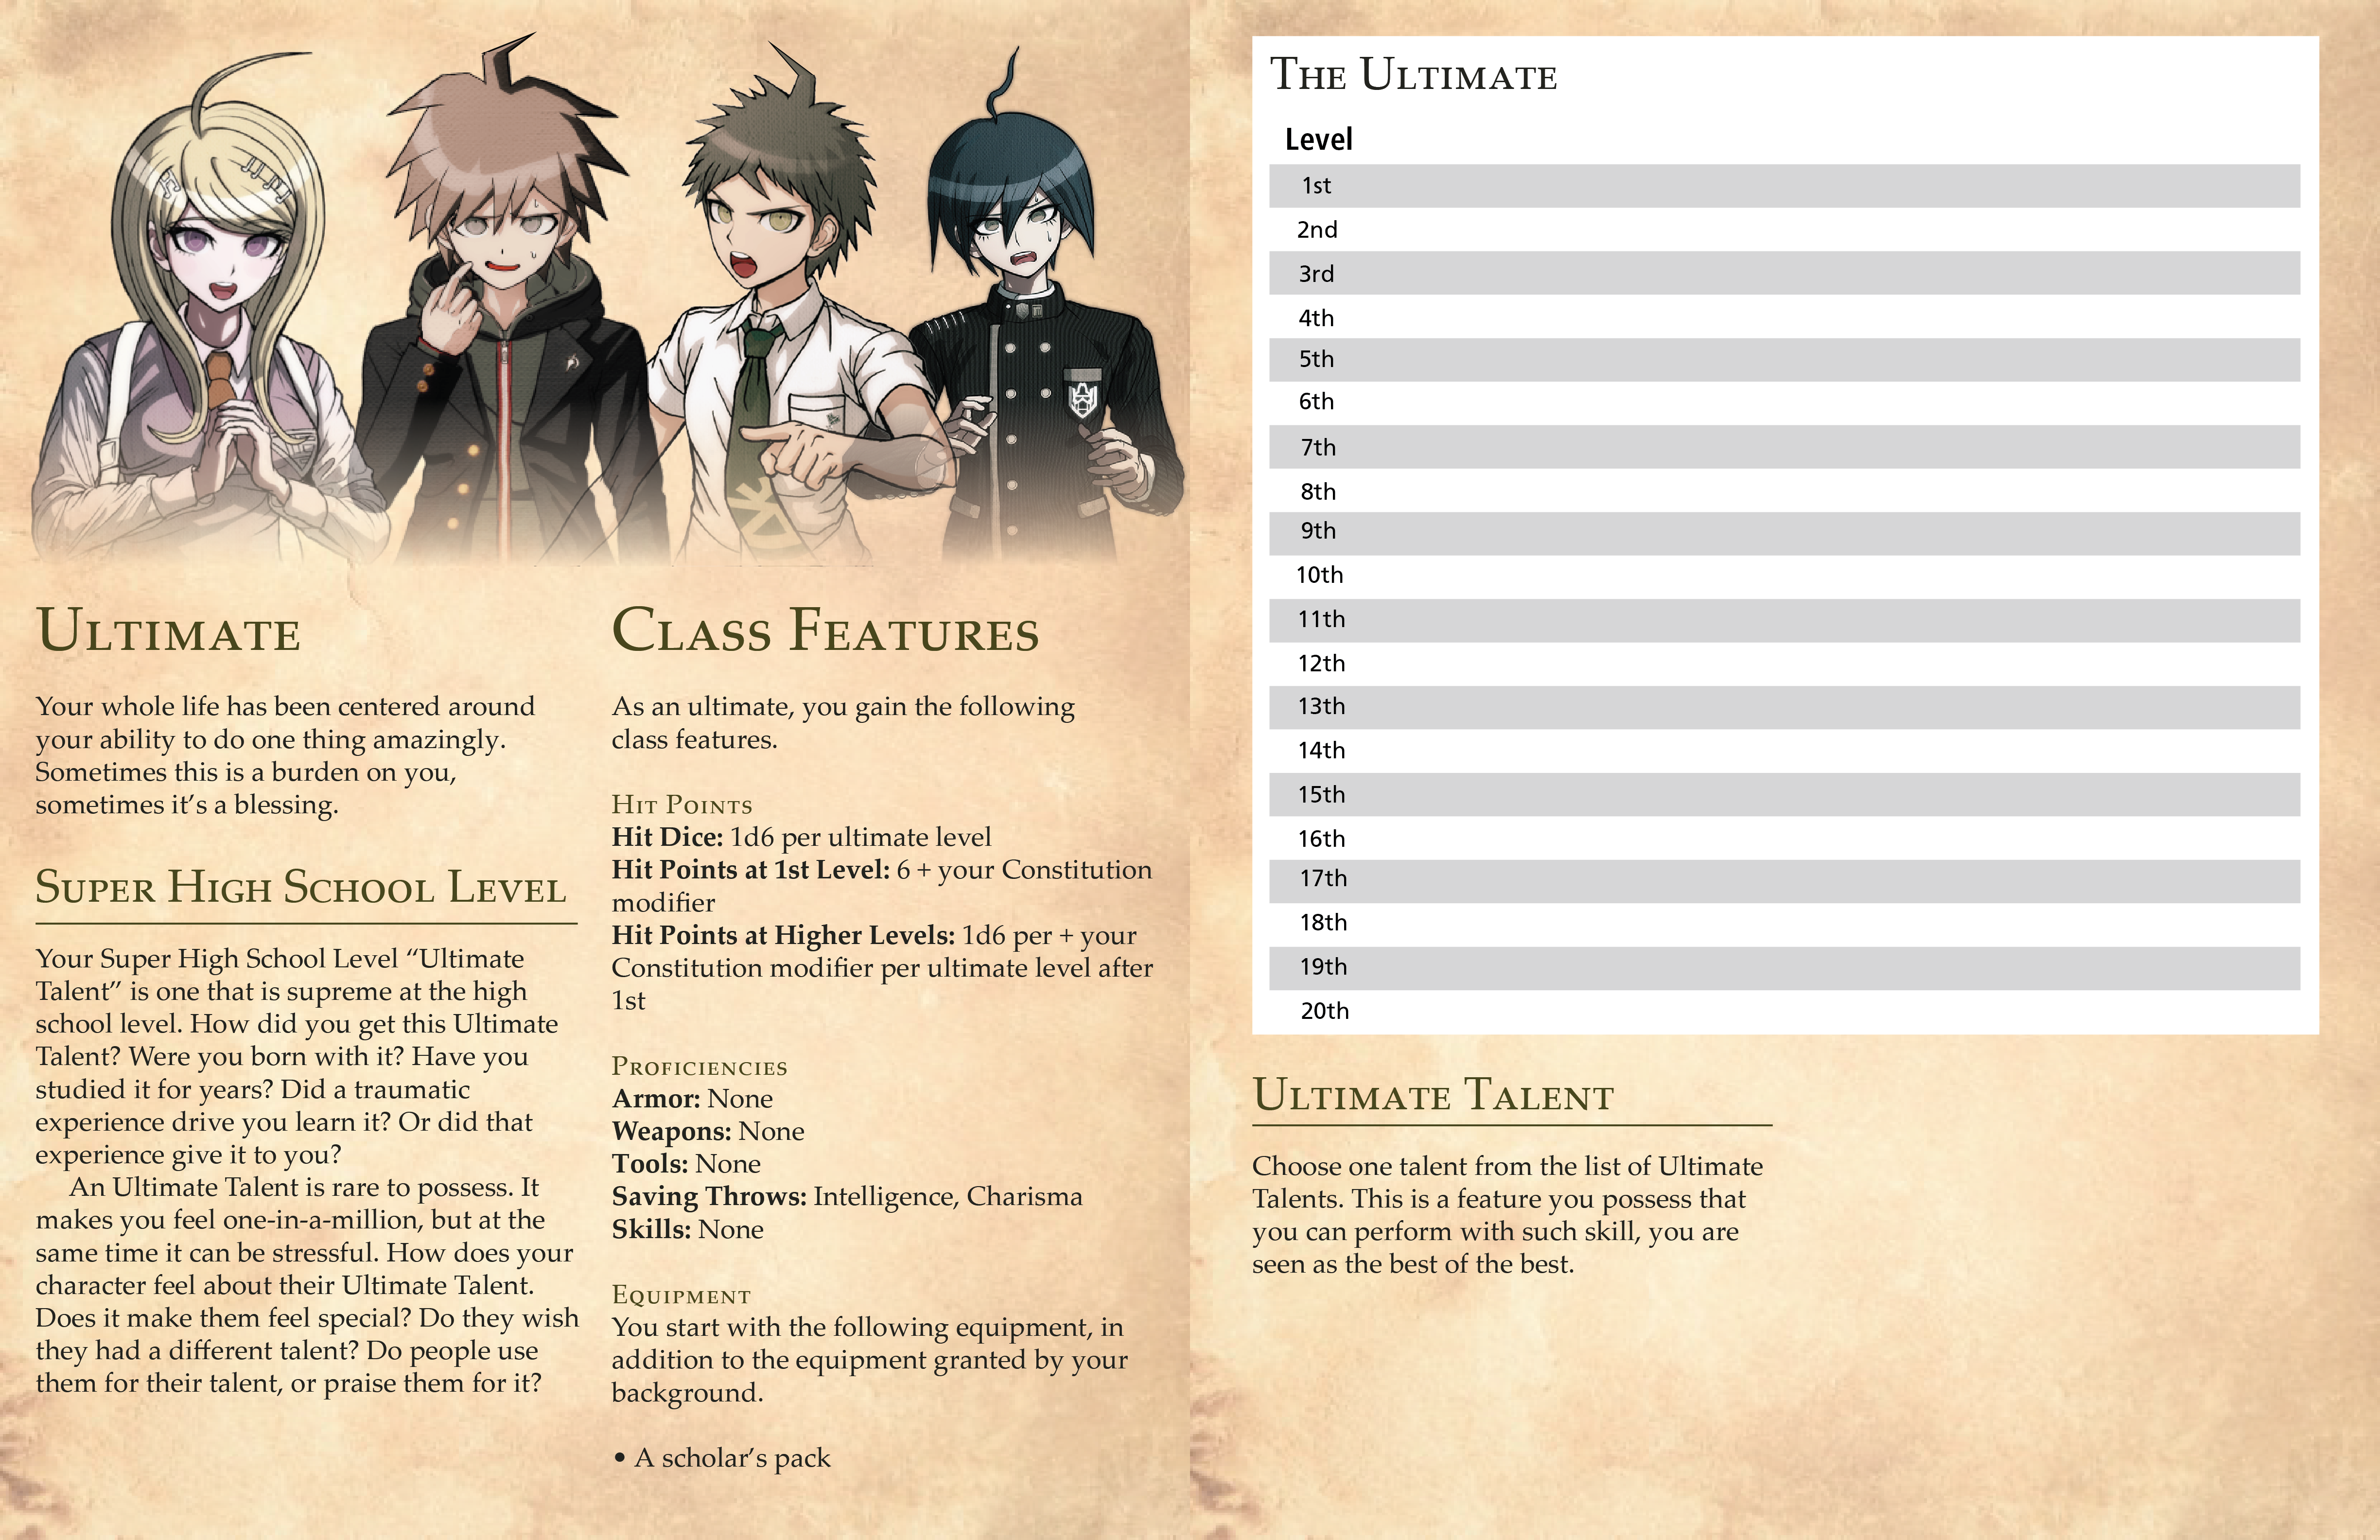 Ultimate
Your whole life has been centered around
your ability to do one thing amazingly.
Sometimes this is a burden on you,
sometimes it’s a blessing.
Super High School Level
Your Super High School Level “Ultimate
Talent” is one that is supreme at the high
school level. How did you get this Ultimate
Talent? Were you born with it? Have you
studied it for years? Did a traumatic
experience drive you learn it? Or did that
experience give it to you?
An Ultimate Talent is rare to possess. It
makes you feel one-in-a-million, but at the
same time it can be stressful. How does your
character feel about their Ultimate Talent.
Does it make them feel special? Do they wish
they had a different talent? Do people use
them for their talent, or praise them for it?
Class Features
As an ultimate, you gain the following
class features.
Hit Points
Hit Dice: 1d6 per ultimate level
Hit Points at 1st Level: 6 + your Constitution
modifier
Hit Points at Higher Levels: 1d6 per + your
Constitution modifier per ultimate level after
1st
Proficiencies
Armor: None
Weapons: None
Tools: None
Saving Throws: Intelligence, Charisma
Skills: None
Equipment
You start with the following equipment, in
addition to the equipment granted by your
background.
• A scholar’s pack
The Ultimate
Level
1st
2nd
3rd
4th
5th
6th
7th
8th
9th
10th
11th
12th
13th
14th
15th
16th
17th
18th
19th
20th
Ultimate Talent
Choose one talent from the list of Ultimate
Talents. This is a feature you possess that
you can perform with such skill, you are
seen as the best of the best.